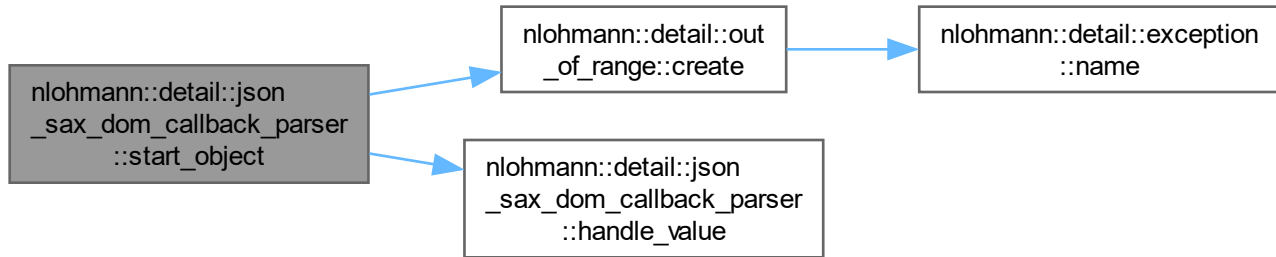 nlohmann::detail::json
_sax_dom_callback_parser
::start_object
nlohmann::detail::out
_of_range::create
nlohmann::detail::exception
::name
nlohmann::detail::json
_sax_dom_callback_parser
::handle_value